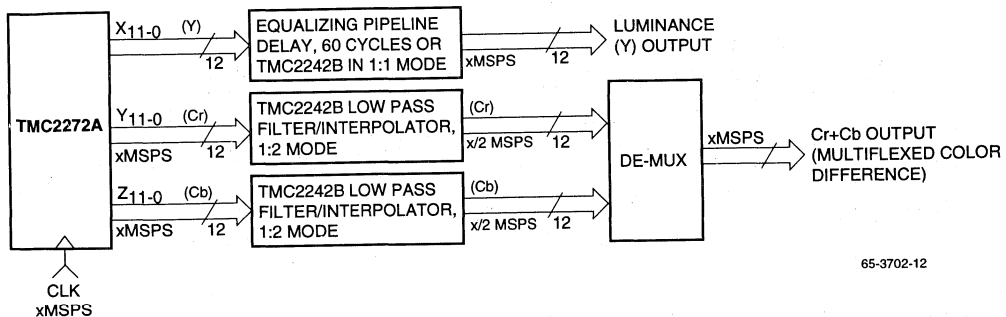 TMC2272A
CLK
xMSPS
X11-0 (Y)
12
EQUALIZING PIPELINE
DELAY, 60 CYCLES OR
TMC2242B IN 1:1 MODE
xMSPS 12
LUMINANCE
(Y) OUTPUT
Y11-0 (Cr)
xMSPS 12
TMC2242B LOW PASS
FILTER/INTERPOLATOR,
1:2 MODE
(Cr)
x/2 MSPS 12
Z11-0 (Cb)
xMSPS 12
TMC2242B LOW PASS
FILTER/INTERPOLATOR,
1:2 MODE
(Cb)
x/2 MSPS 12
DE-MUX
xMSPS
Cr+Cb OUTPUT
(MULTIFLEXED COLOR
DIFFERENCE)
65-3702-12